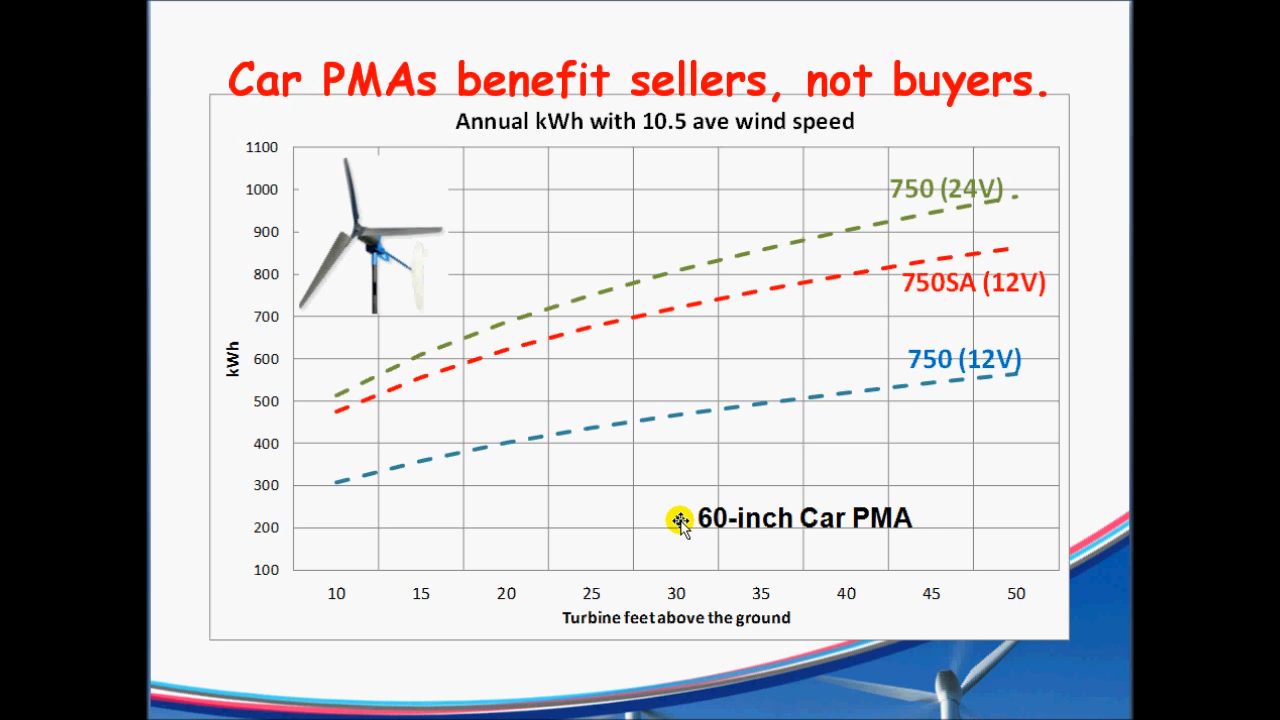 Car PMAs benefit sellers, not buyers.
Annual kWh with 10.5 ave wind speed
1100
1000
900
800
700
600
500
400
300
200
100
kWh
750 (24V)
750SA (12V)
750 (12V)
60-inch Car PMA
10 15 20 25 30 35 40 45 50
Turbine feet above the ground